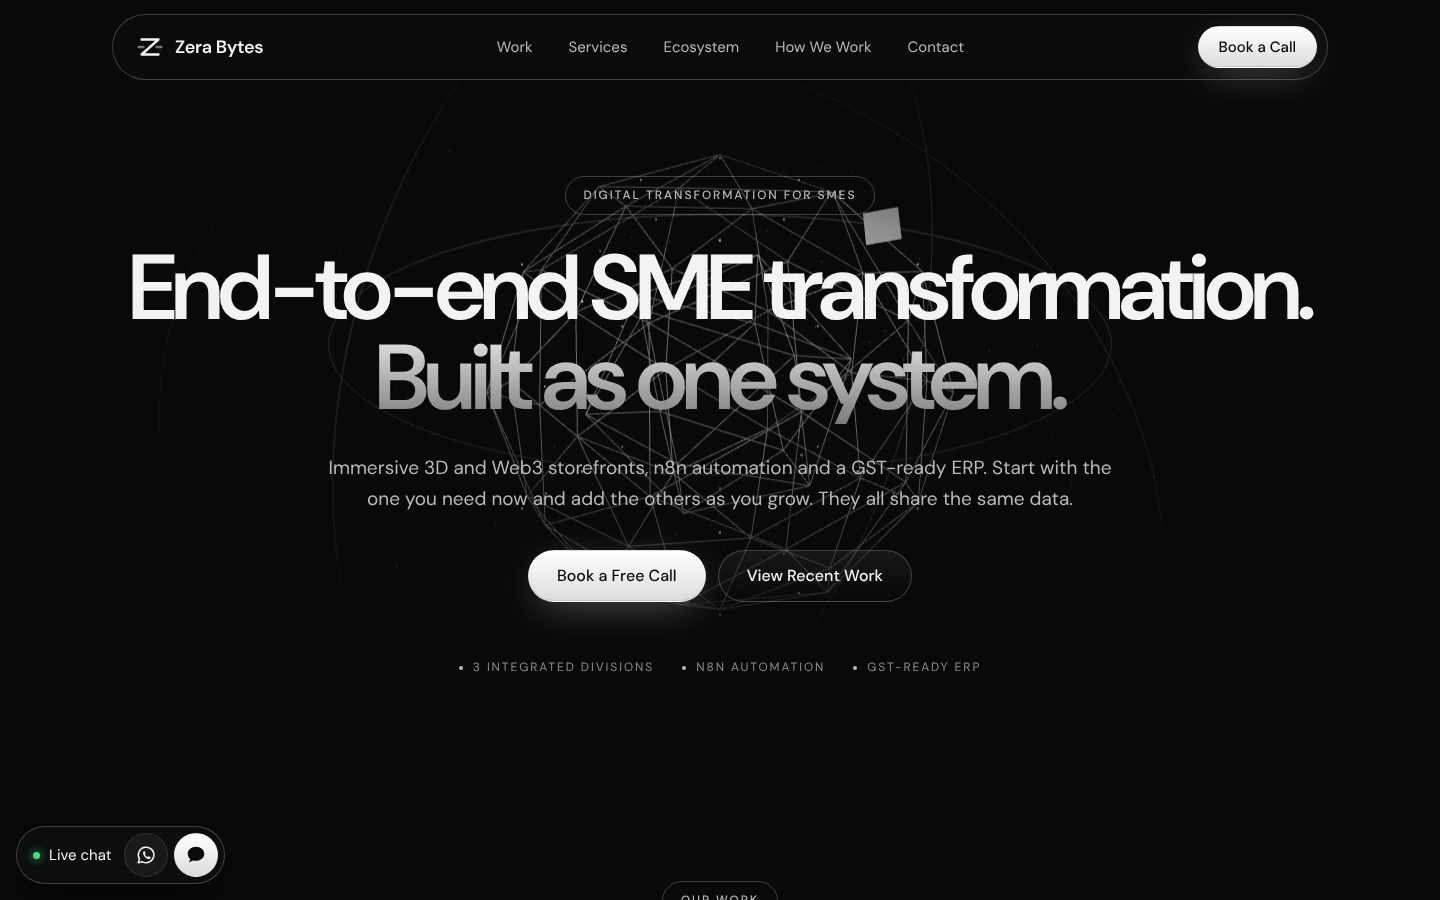 Zera Bytes
Work
Services
Ecosystem
How We Work
Contact
Book a Call
DIGITAL TRANSFORMATION FOR SMES
End-to-end SME transformation.
Built as one system.
Immersive 3D and Web3 storefronts, n8n automation and a GST-ready ERP. Start with the
one you need now and add the others as you grow. They all share the same data.
Book a Free Call
View Recent Work
3 INTEGRATED DIVISIONS
N8N AUTOMATION
GST-READY ERP
Live chat
OUR WORK